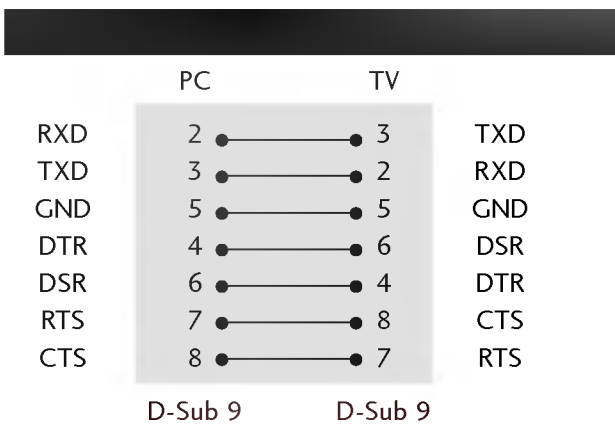 PC TV
RXD 2 3 TXD
TXD 3 2 RXD
GND 5 5 GND
DTR 4 6 DSR
DSR 6 4 DTR
RTS 7 8 CTS
CTS 8 7 RTS
D-Sub 9 D-Sub 9